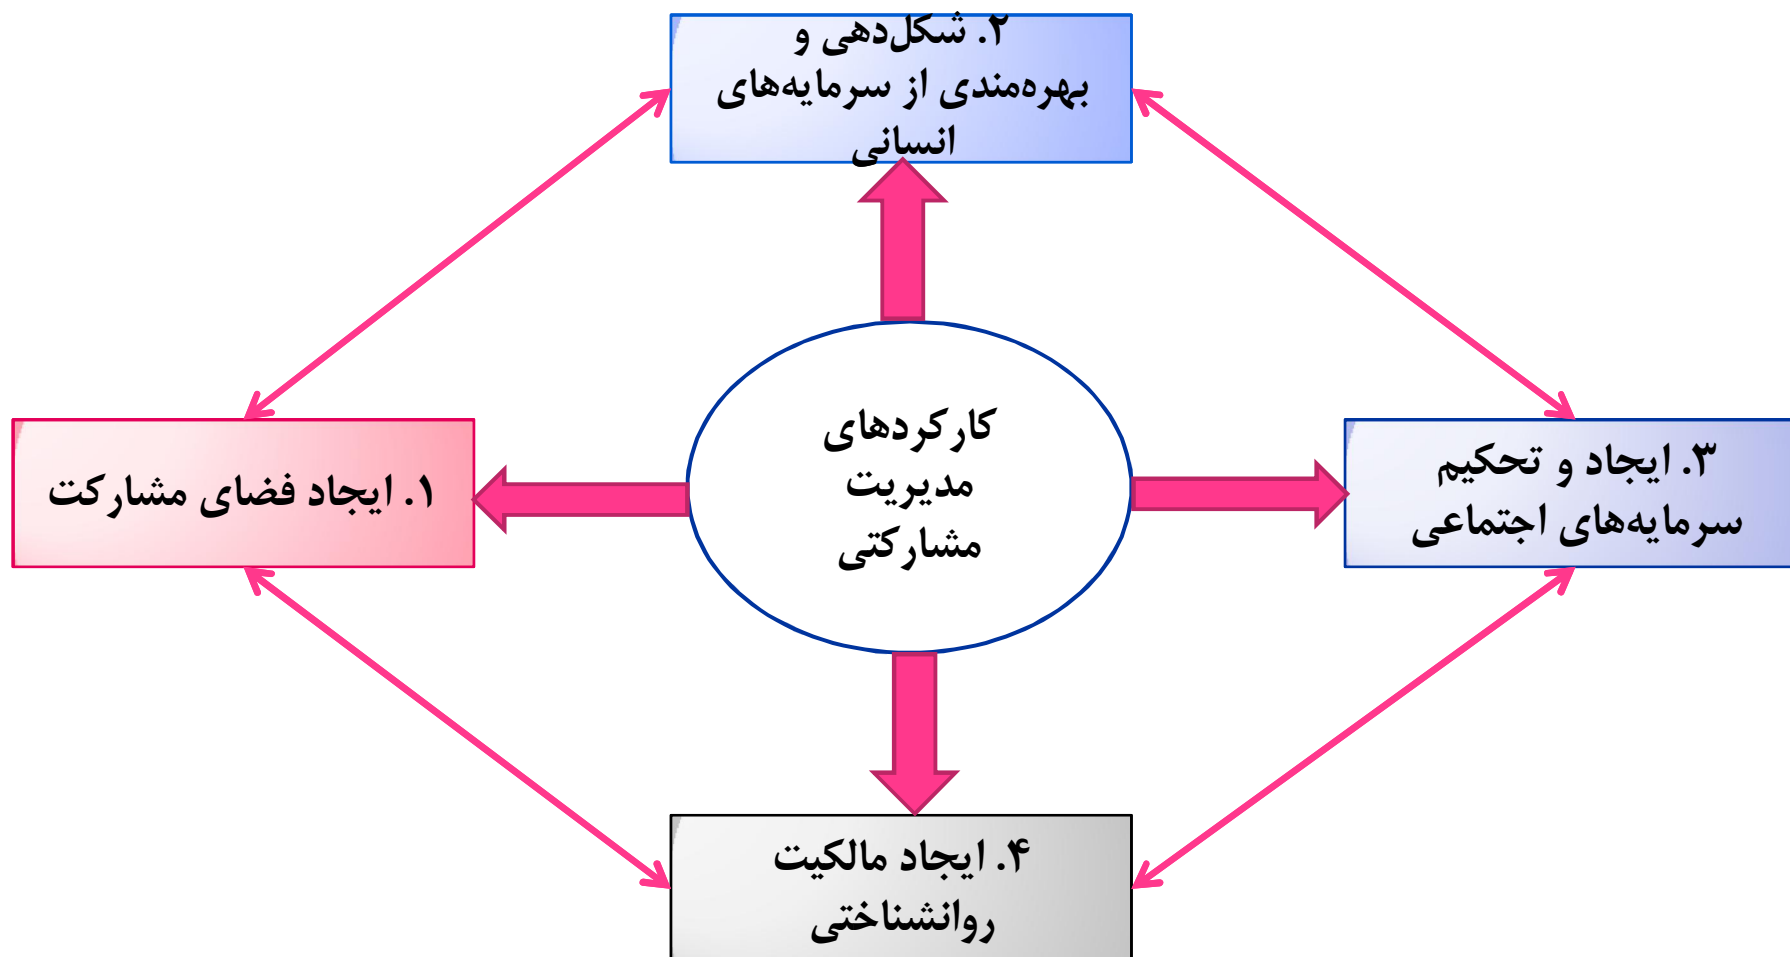 ۲. شکل‌دهی و
بهره‌مندی از سرمایه‌های
انسانی
کارکردهای
مدیریت
مشارکتی
۱. ایجاد فضای مشارکت
۳. ایجاد و تحکیم
سرمایه‌های اجتماعی
۴. ایجاد مالکیت
روانشناختی